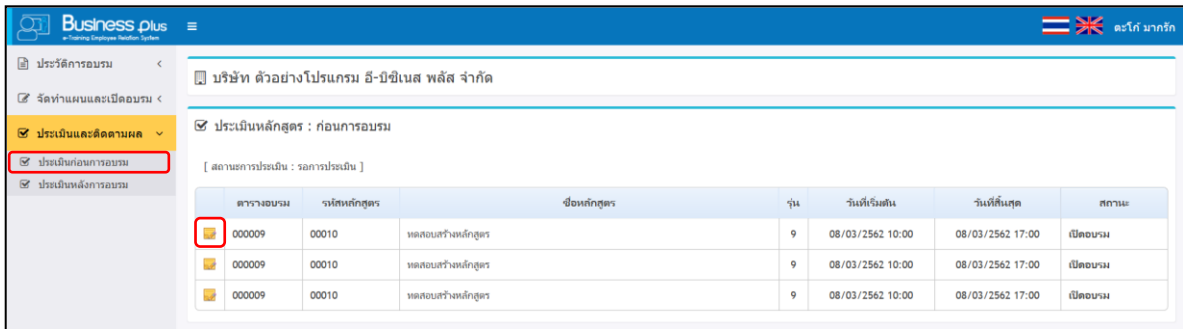 Business plus
e-Training Employee Relation System
ตะโก้ มากรัก
ประวัติการอบรม
จัดทำแผนและเปิดอบรม
ประเมินและติดตามผล
ประเมินก่อนการอบรม
ประเมินหลังการอบรม
บริษัท ตัวอย่างโปรแกรม อี-บิซิเนส พลัส จำกัด
ประเมินหลักสูตร : ก่อนการอบรม
[ สถานะการประเมิน : รอการประเมิน ]
ตารางอบรม รหัสหลักสูตร ชื่อหลักสูตร รุ่น วันที่เริ่มต้น วันที่สิ้นสุด สถานะ
000009 00010 ทดสอบสร้างหลักสูตร 9 08/03/2562 10:00 08/03/2562 17:00 เปิดอบรม
000009 00010 ทดสอบสร้างหลักสูตร 9 08/03/2562 10:00 08/03/2562 17:00 เปิดอบรม
000009 00010 ทดสอบสร้างหลักสูตร 9 08/03/2562 10:00 08/03/2562 17:00 เปิดอบรม